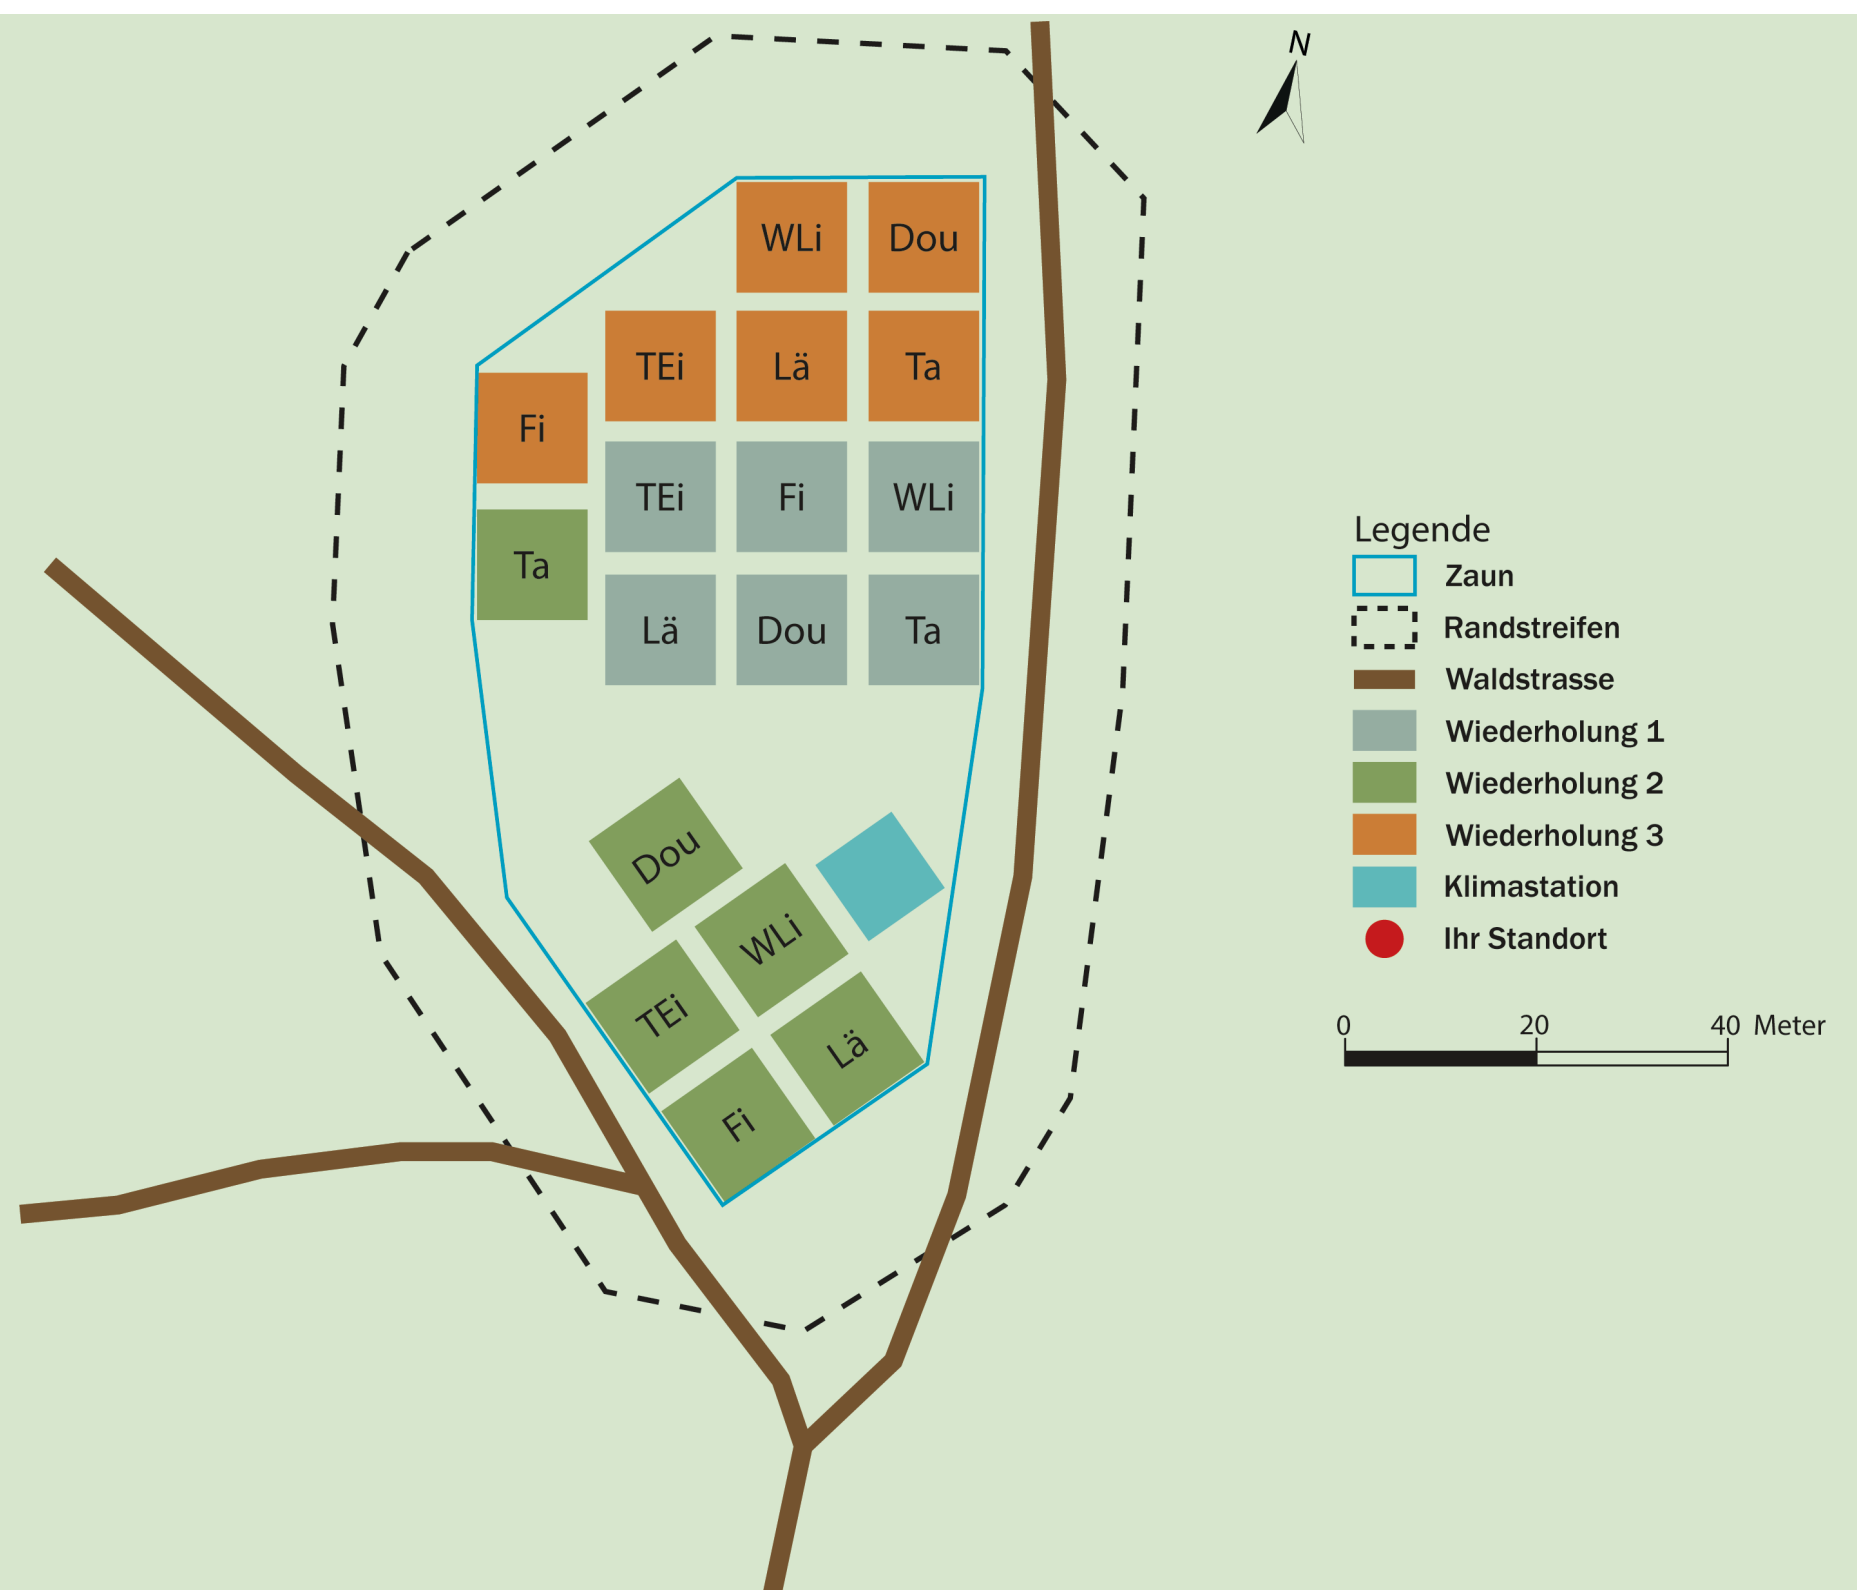 N
WLi
Dou
TEi
Lä
Ta
Fi
TEi
Fi
WLi
Ta
Lä
Dou
Ta
Dou
WLi
TEi
Lä
Fi
Legende
Zaun
Randstreifen
Waldstrasse
Wiederholung 1
Wiederholung 2
Wiederholung 3
Klimastation
Ihr Standort
0 20 40 Meter